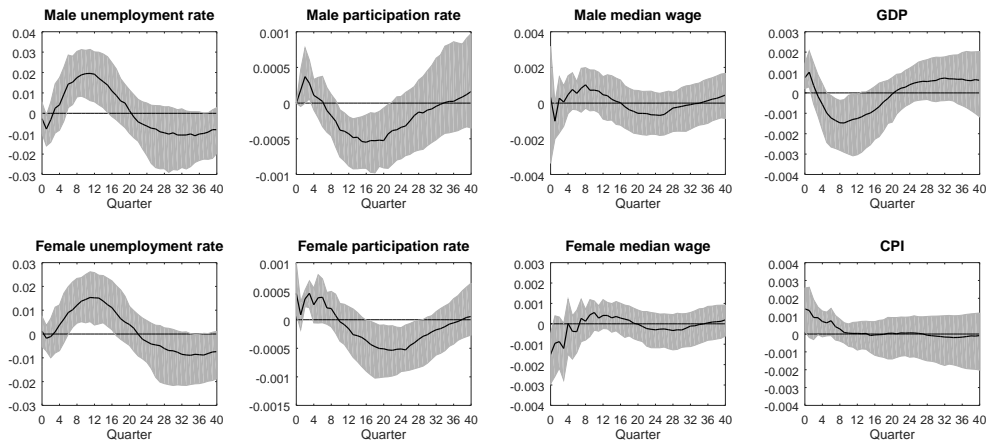 Male unemployment rate
0.04
0.03
0.02
0.01
0
-0.01
-0.02
-0.03
0 4 8 12 16 20 24 28 32 36 40
Quarter
Male participation rate
0.001
0.0005
0
-0.0005
-0.001
0 4 8 12 16 20 24 28 32 36 40
Quarter
Male median wage
0.004
0.002
0
-0.002
-0.004
0 4 8 12 16 20 24 28 32 36 40
Quarter
GDP
0.003
0.002
0.001
0
-0.001
-0.002
-0.003
-0.004
0 4 8 12 16 20 24 28 32 36 40
Quarter
Female unemployment rate
0.03
0.02
0.01
0
-0.01
-0.02
-0.03
0 4 8 12 16 20 24 28 32 36 40
Quarter
Female participation rate
0.001
0.0005
0
-0.0005
-0.001
-0.0015
0 4 8 12 16 20 24 28 32 36 40
Quarter
Female median wage
0.003
0.002
0.001
0
-0.001
-0.002
-0.003
-0.004
0 4 8 12 16 20 24 28 32 36 40
Quarter
CPI
0.004
0.003
0.002
0.001
0
-0.001
-0.002
-0.003
-0.004
0 4 8 12 16 20 24 28 32 36 40
Quarter